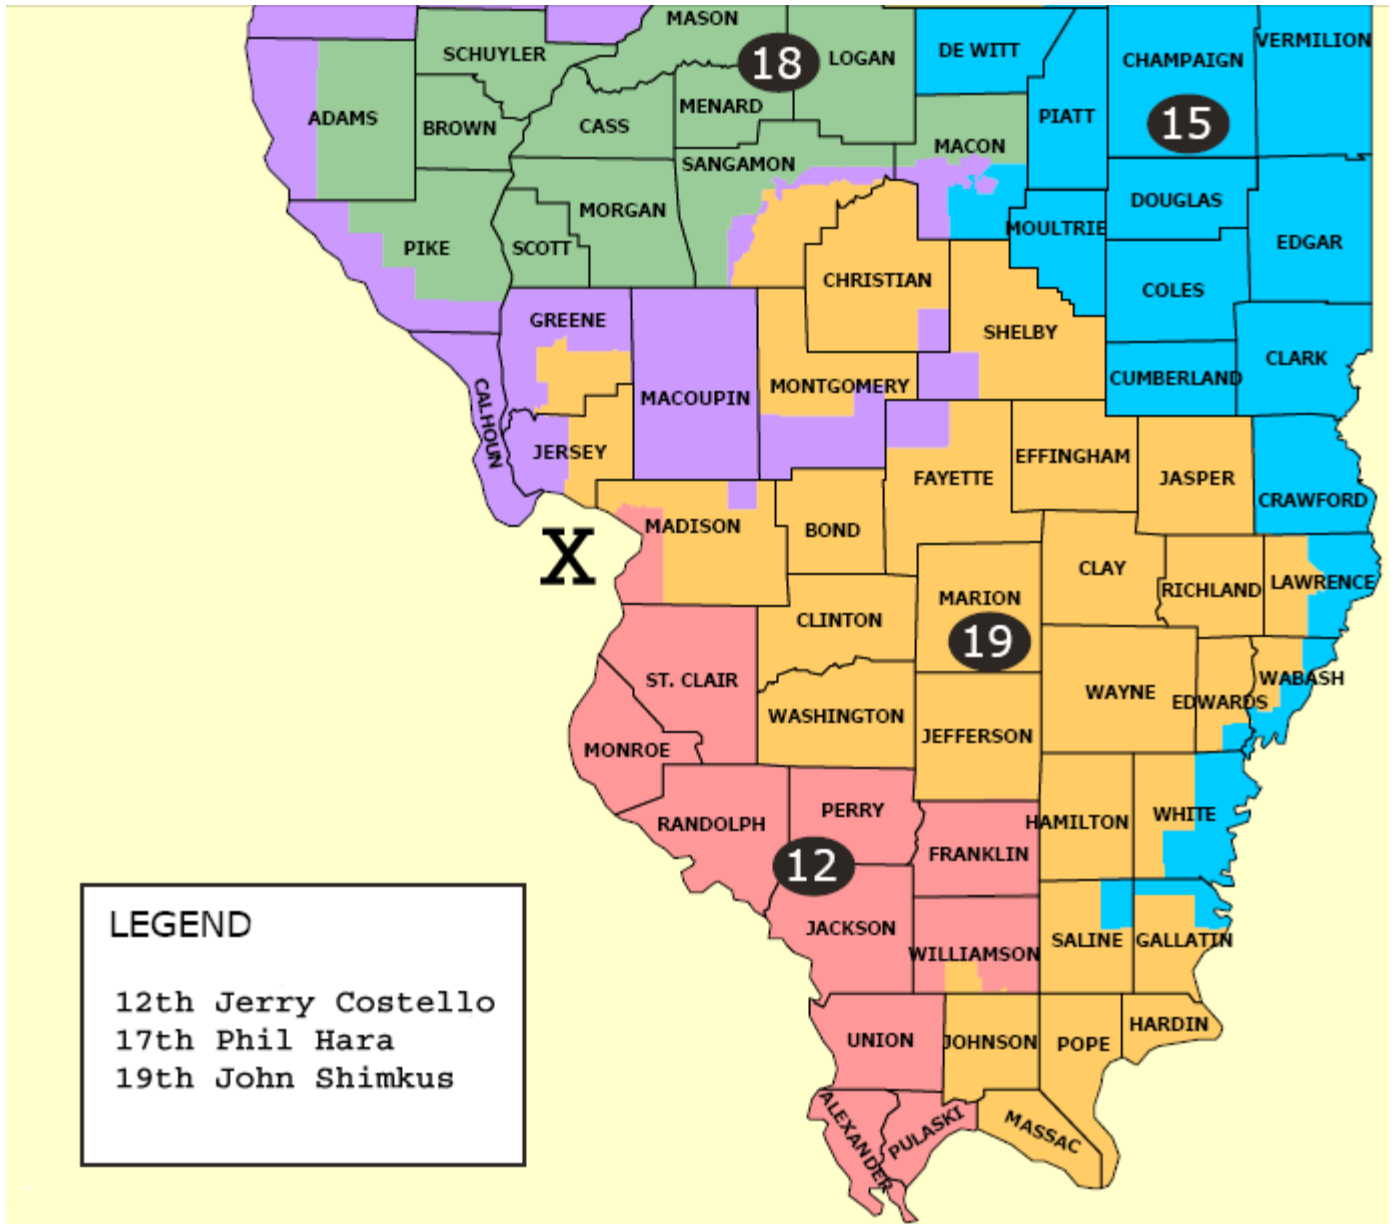 MASON
SCHUYLER
18
LOGAN
DE WITT
CHAMPAIGN
VERMILION
ADAMS
BROWN
CASS
MENARD
PIATT
15
SANGAMON
MACON
PIKE
SCOTT
MORGAN
MOULTRIE
DOUGLAS
EDGAR
CHRISTIAN
COLES
GREENE
SHELBY
CLARK
CALHOUN
MACOUPIN
MONTGOMERY
CUMBERLAND
JERSEY
FAYETTE
EFFINGHAM
JASPER
CRAWFORD
X
MADISON
BOND
CLAY
RICHLAND
LAWRENCE
CLINTON
MARION
19
ST. CLAIR
WAYNE
EDWARDS
WABASH
MONROE
WASHINGTON
JEFFERSON
RANDOLPH
PERRY
HAMILTON
WHITE
12
FRANKLIN
JACKSON
WILLIAMSON
SALINE
GALLATIN
UNION
JOHNSON
POPE
HARDIN
ALEXANDER
PULASKI
MASSAC
LEGEND
12th Jerry Costello
17th Phil Hara
19th John Shimkus